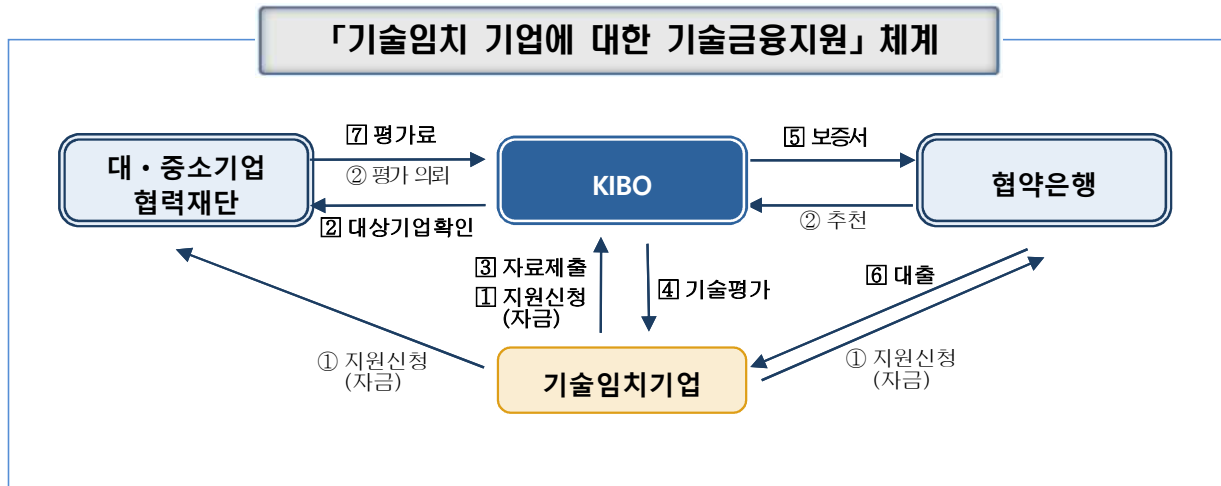 「기술임치 기업에 대한 기술금융지원」 체계
7 평가료
5 보증서
대・중소기업
협력재단
② 평가 의뢰
KIBO
협약은행
2 대상기업확인
② 추천
3 자료제출
1 지원신청
(자금)
4 기술평가
6 대출
① 지원신청
(자금)
기술임치기업
① 지원신청
(자금)